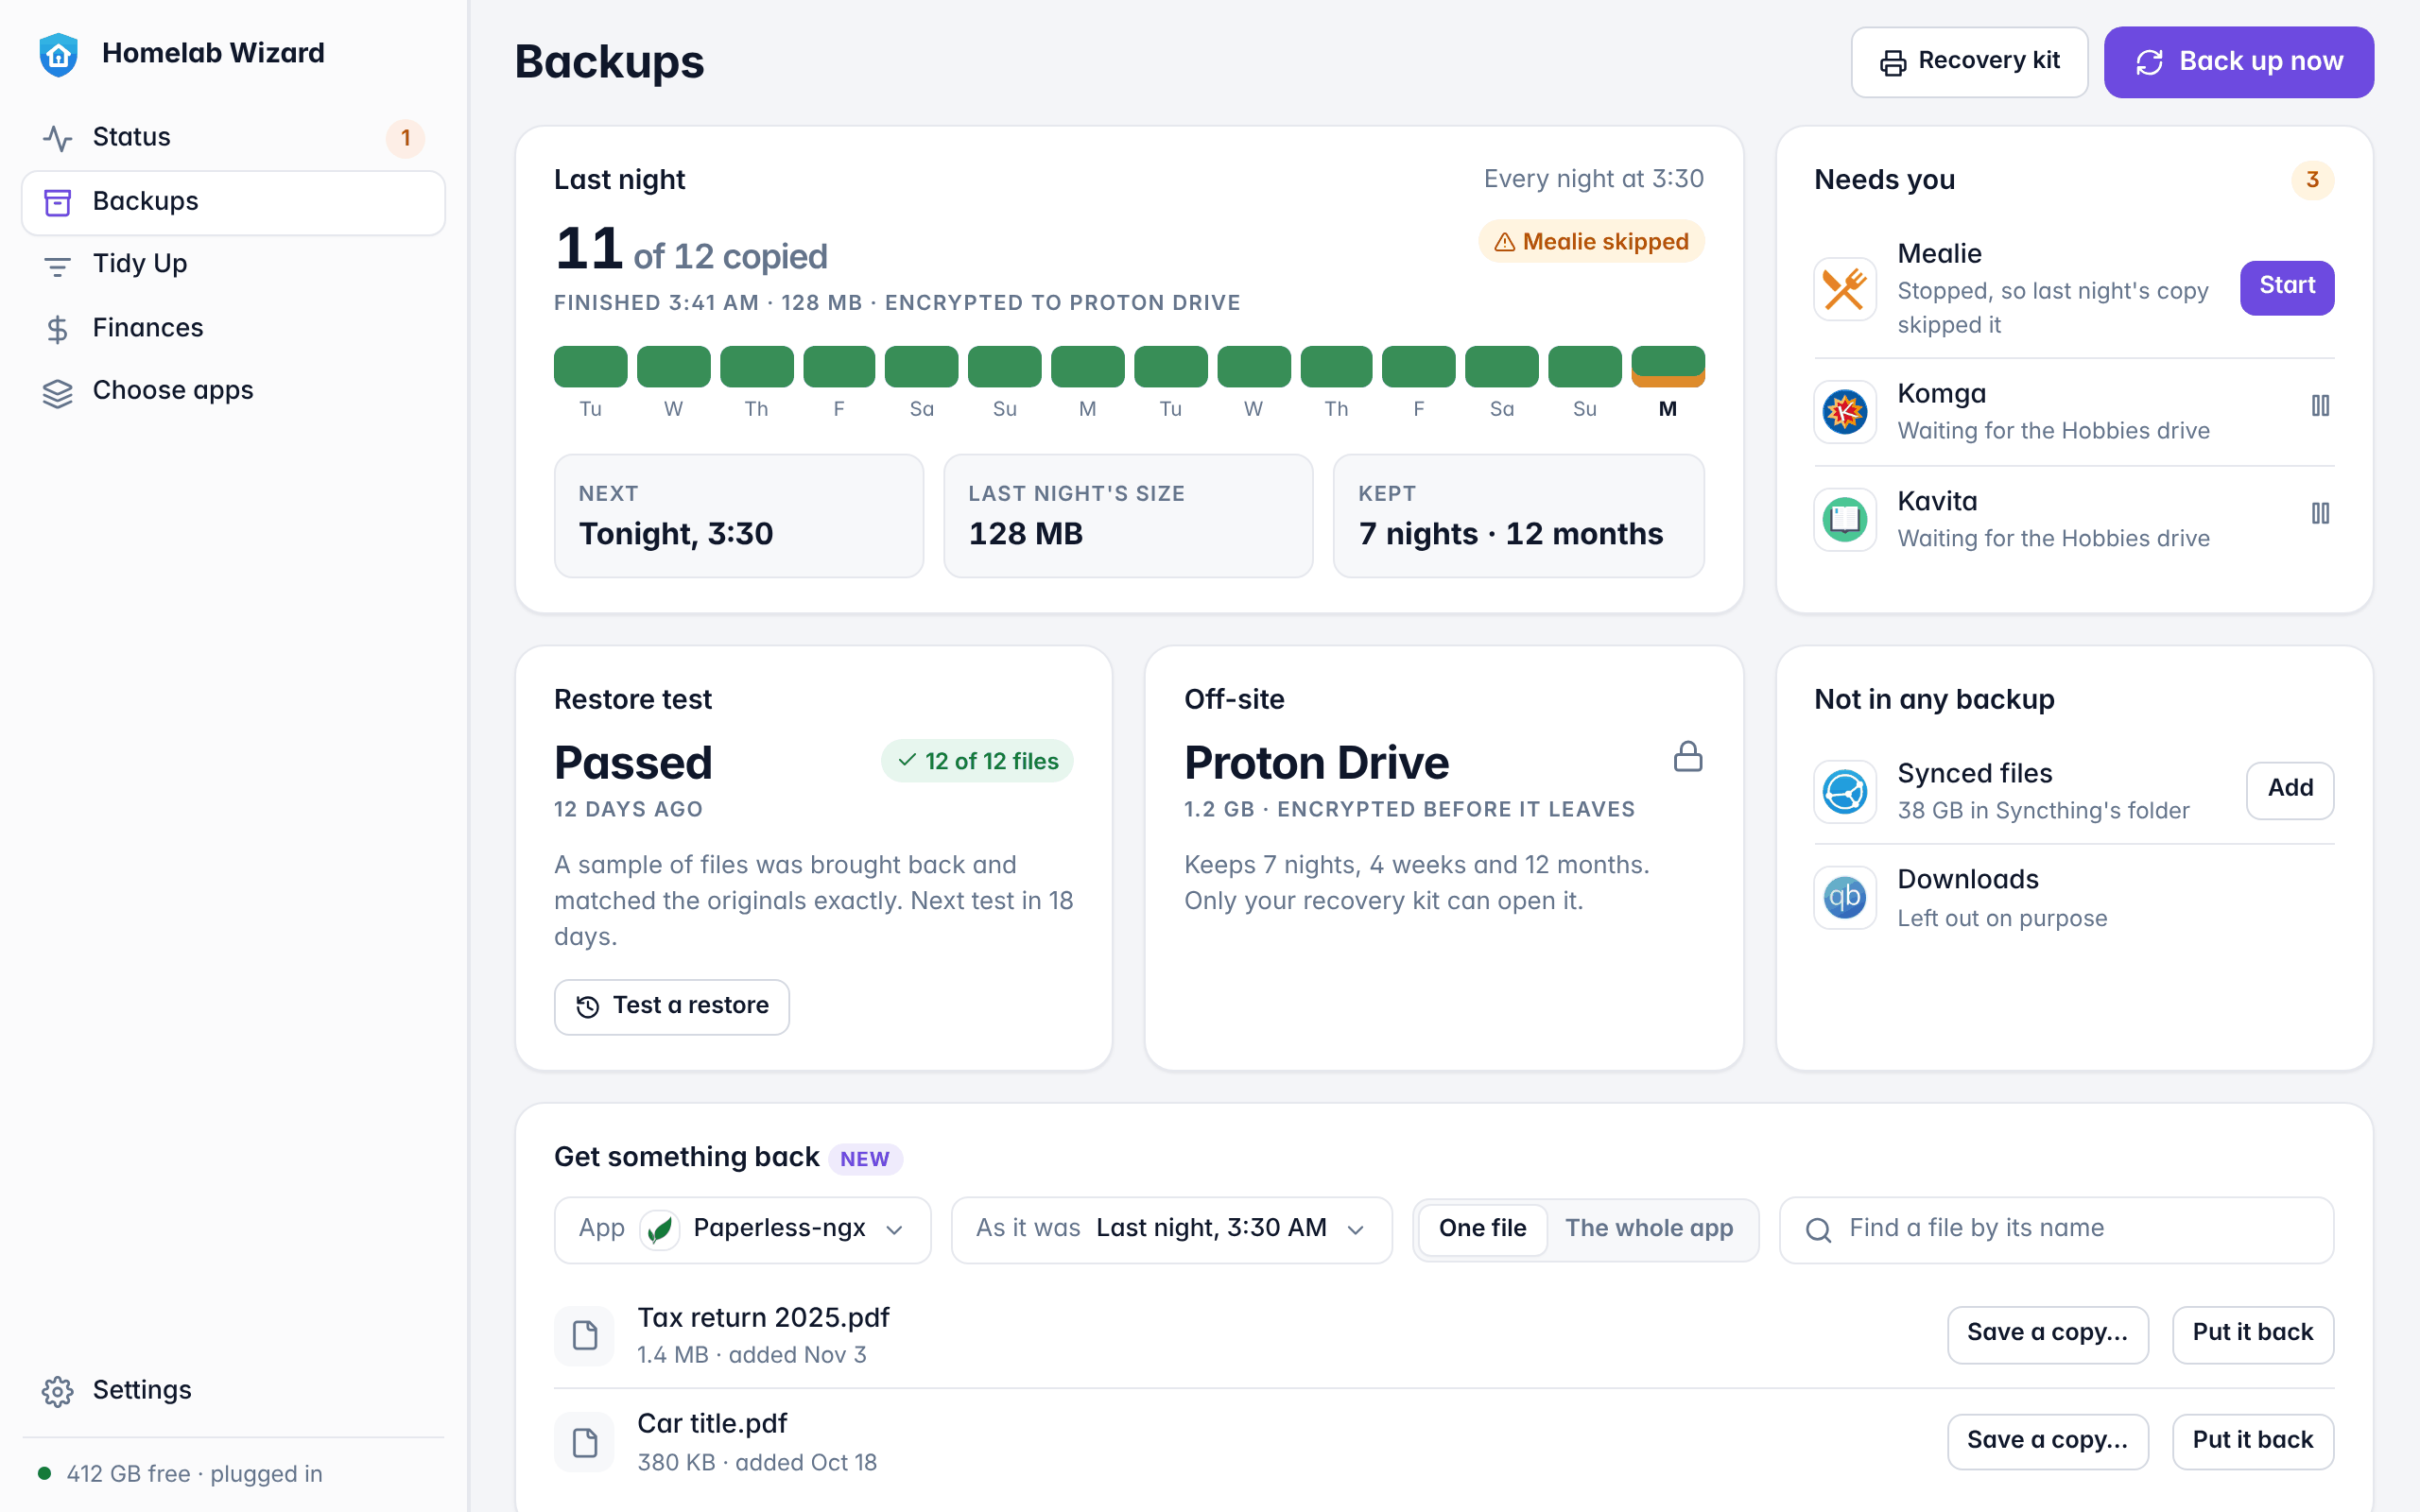 Homelab Wizard
Status
1
Backups
Tidy Up
Finances
Choose apps
Settings
412 GB free · plugged in
Backups
Recovery kit
Back up now
Last night
Every night at 3:30
11 of 12 copied
Mealie skipped
FINISHED 3:41 AM · 128 MB · ENCRYPTED TO PROTON DRIVE
Tu W Th F Sa Su M Tu W Th F Sa Su M
NEXT
Tonight, 3:30
LAST NIGHT'S SIZE
128 MB
KEPT
7 nights · 12 months
Needs you
3
Mealie
Stopped, so last night's copy
skipped it
Start
Komga
Waiting for the Hobbies drive
Kavita
Waiting for the Hobbies drive
Restore test
Passed
12 of 12 files
12 DAYS AGO
A sample of files was brought back and
matched the originals exactly. Next test in 18
days.
Test a restore
Off-site
Proton Drive
1.2 GB · ENCRYPTED BEFORE IT LEAVES
Keeps 7 nights, 4 weeks and 12 months.
Only your recovery kit can open it.
Not in any backup
Synced files
38 GB in Syncthing's folder
Add
qb
Downloads
Left out on purpose
Get something back NEW
App Paperless-ngx
As it was Last night, 3:30 AM
One file
The whole app
Find a file by its name
Tax return 2025.pdf
1.4 MB · added Nov 3
Save a copy...
Put it back
Car title.pdf
380 KB · added Oct 18
Save a copy...
Put it back